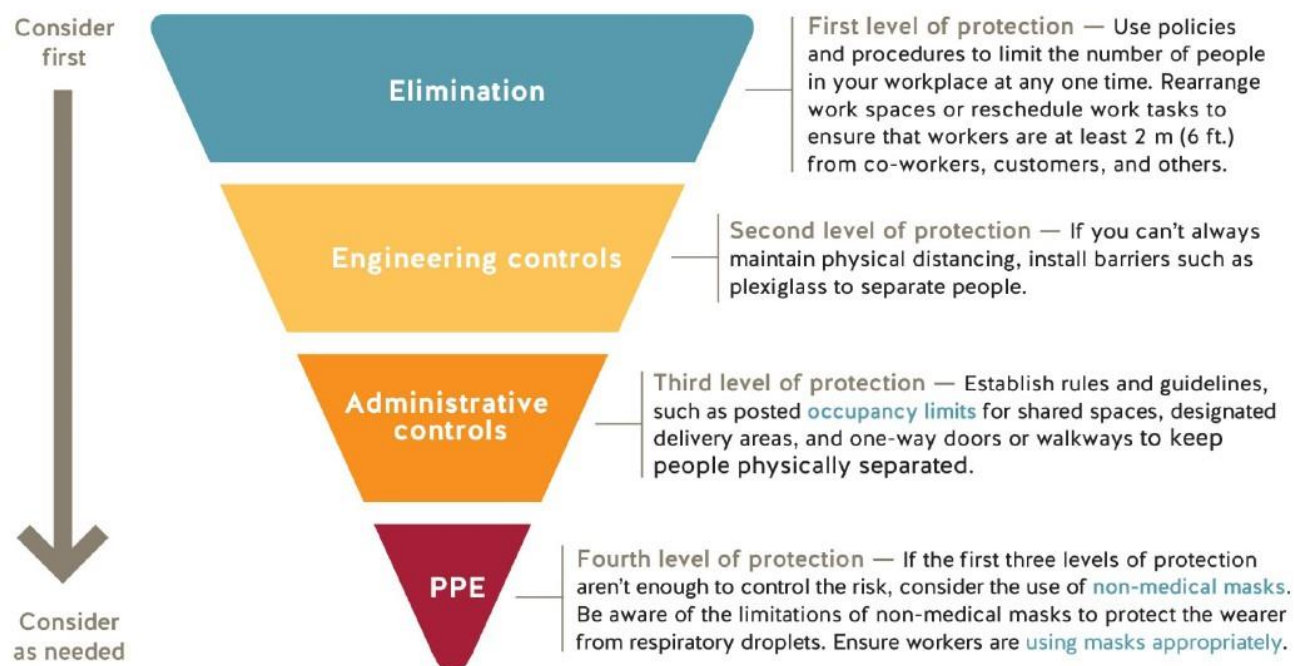 Consider
first
Elimination
First level of protection — Use policies
and procedures to limit the number of people
in your workplace at any one time. Rearrange
work spaces or reschedule work tasks to
ensure that workers are at least 2 m (6 ft.)
from co-workers, customers, and others.
Engineering controls
Second level of protection — If you can't always
maintain physical distancing, install barriers such as
plexiglass to separate people.
Administrative
controls
Third level of protection — Establish rules and guidelines,
such as posted occupancy limits for shared spaces, designated
delivery areas, and one-way doors or walkways to keep
people physically separated.
PPE
Fourth level of protection — If the first three levels of protection
aren't enough to control the risk, consider the use of non-medical masks.
Be aware of the limitations of non-medical masks to protect the wearer
from respiratory droplets. Ensure workers are using masks appropriately.
Consider
as needed